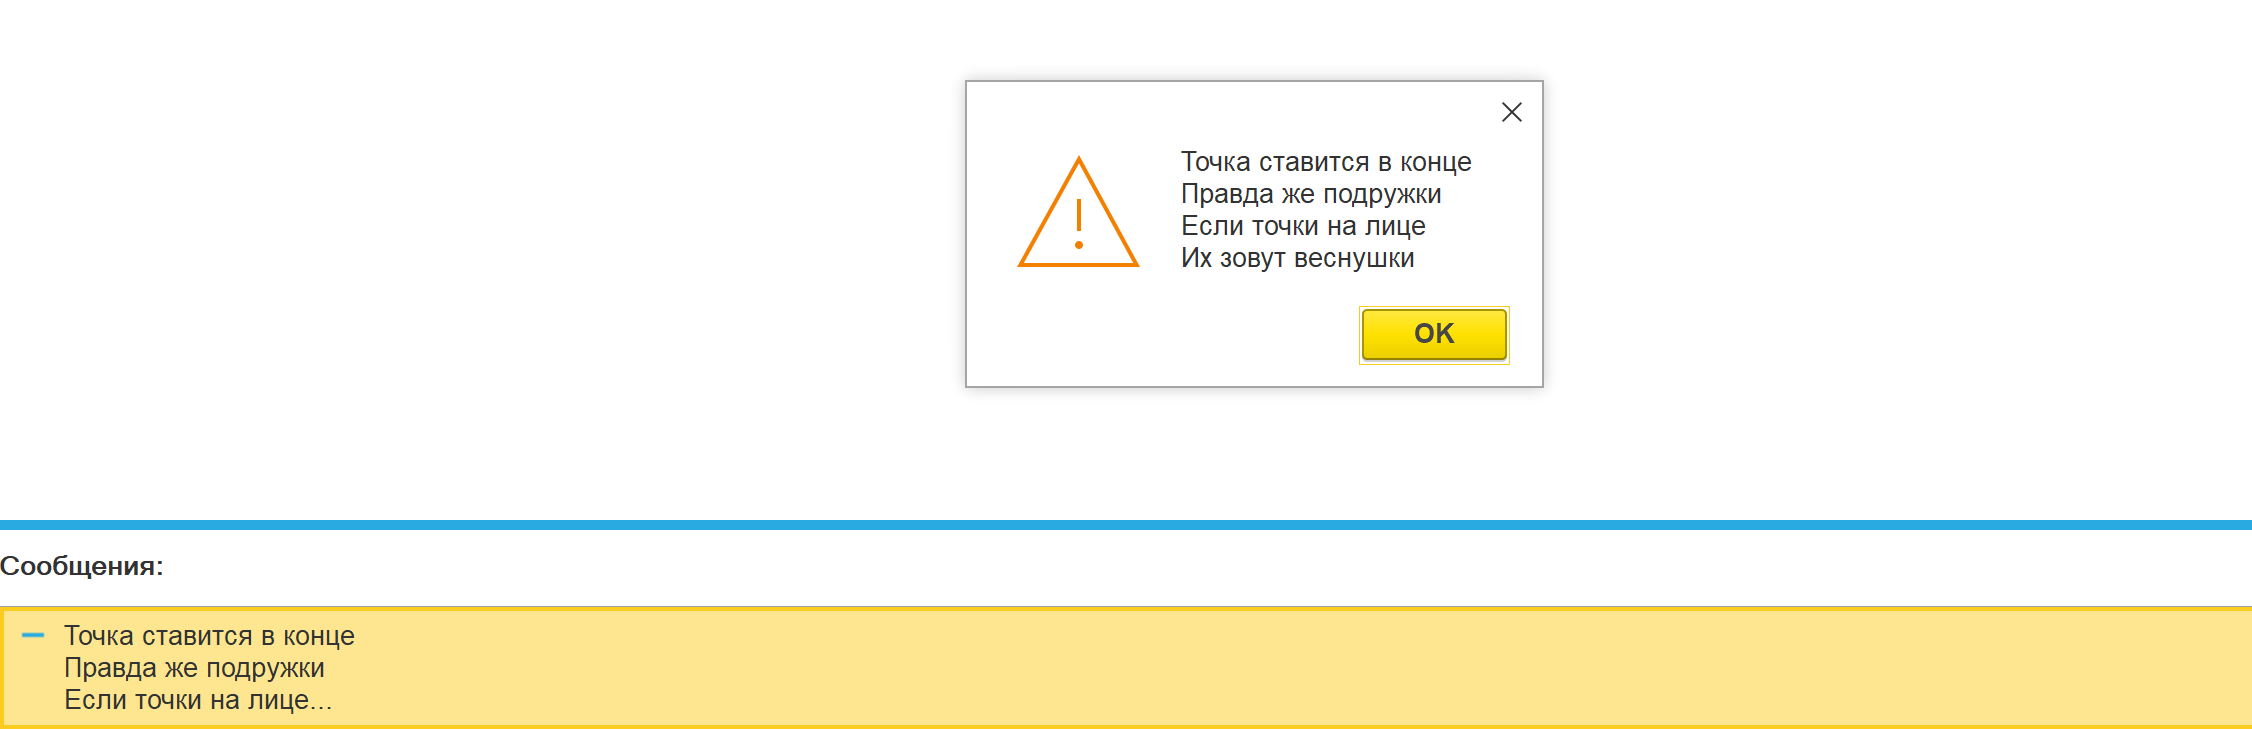 Точка ставится в конце
Правда же подружки
Если точки на лице
Их зовут веснушки
OK
Сообщения:
Точка ставится в конце
Правда же подружки
Если точки на лице...